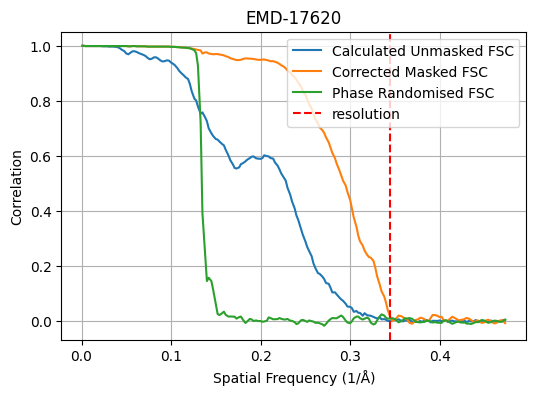 EMD-17620
Calculated Unmasked FSC
Corrected Masked FSC
Phase Randomised FSC
resolution
Correlation
1.0
0.8
0.6
0.4
0.2
0.0
0.0 0.1 0.2 0.3 0.4
Spatial Frequency (1/Å)